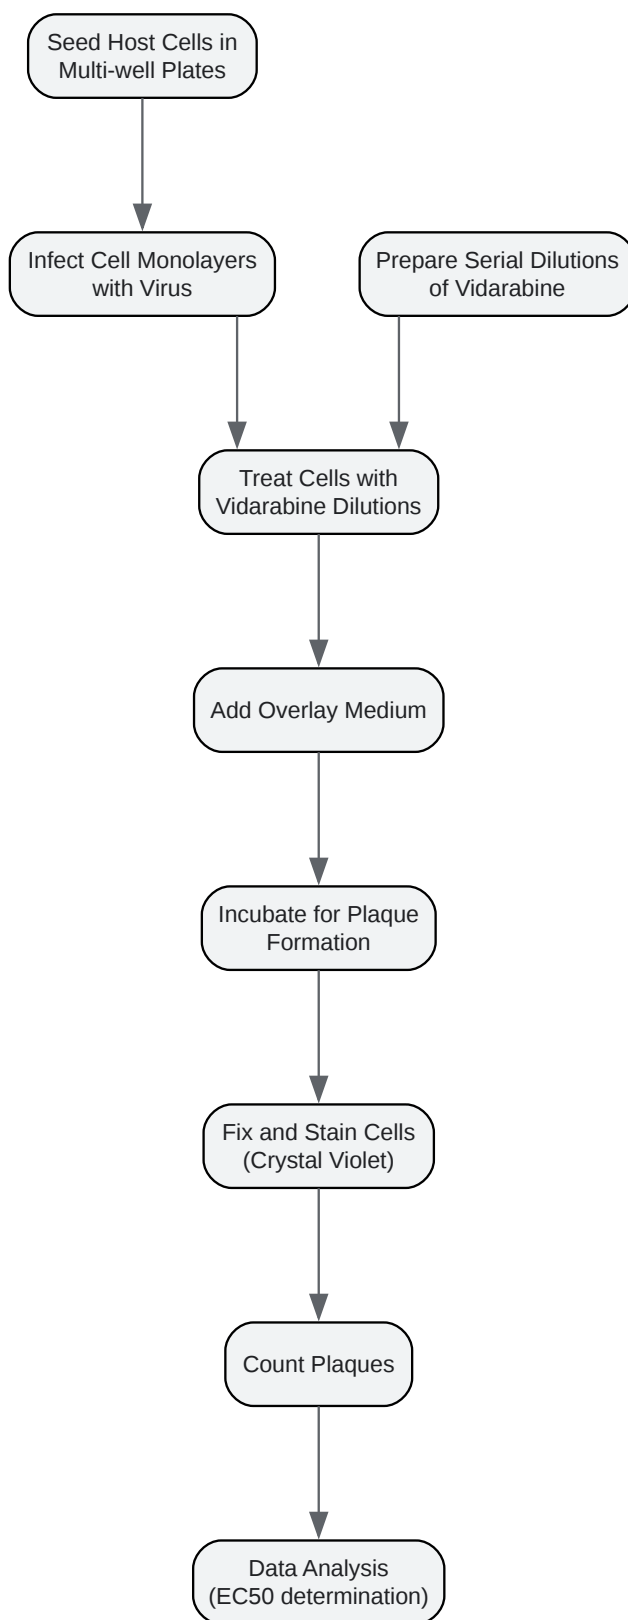 Seed Host Cells in
Multi-well Plates
Infect Cell Monolayers
with Virus
Prepare Serial Dilutions
of Vidarabine
Treat Cells with
Vidarabine Dilutions
Add Overlay Medium
Incubate for Plaque
Formation
Fix and Stain Cells
(Crystal Violet)
Count Plaques
Data Analysis
(EC50 determination)